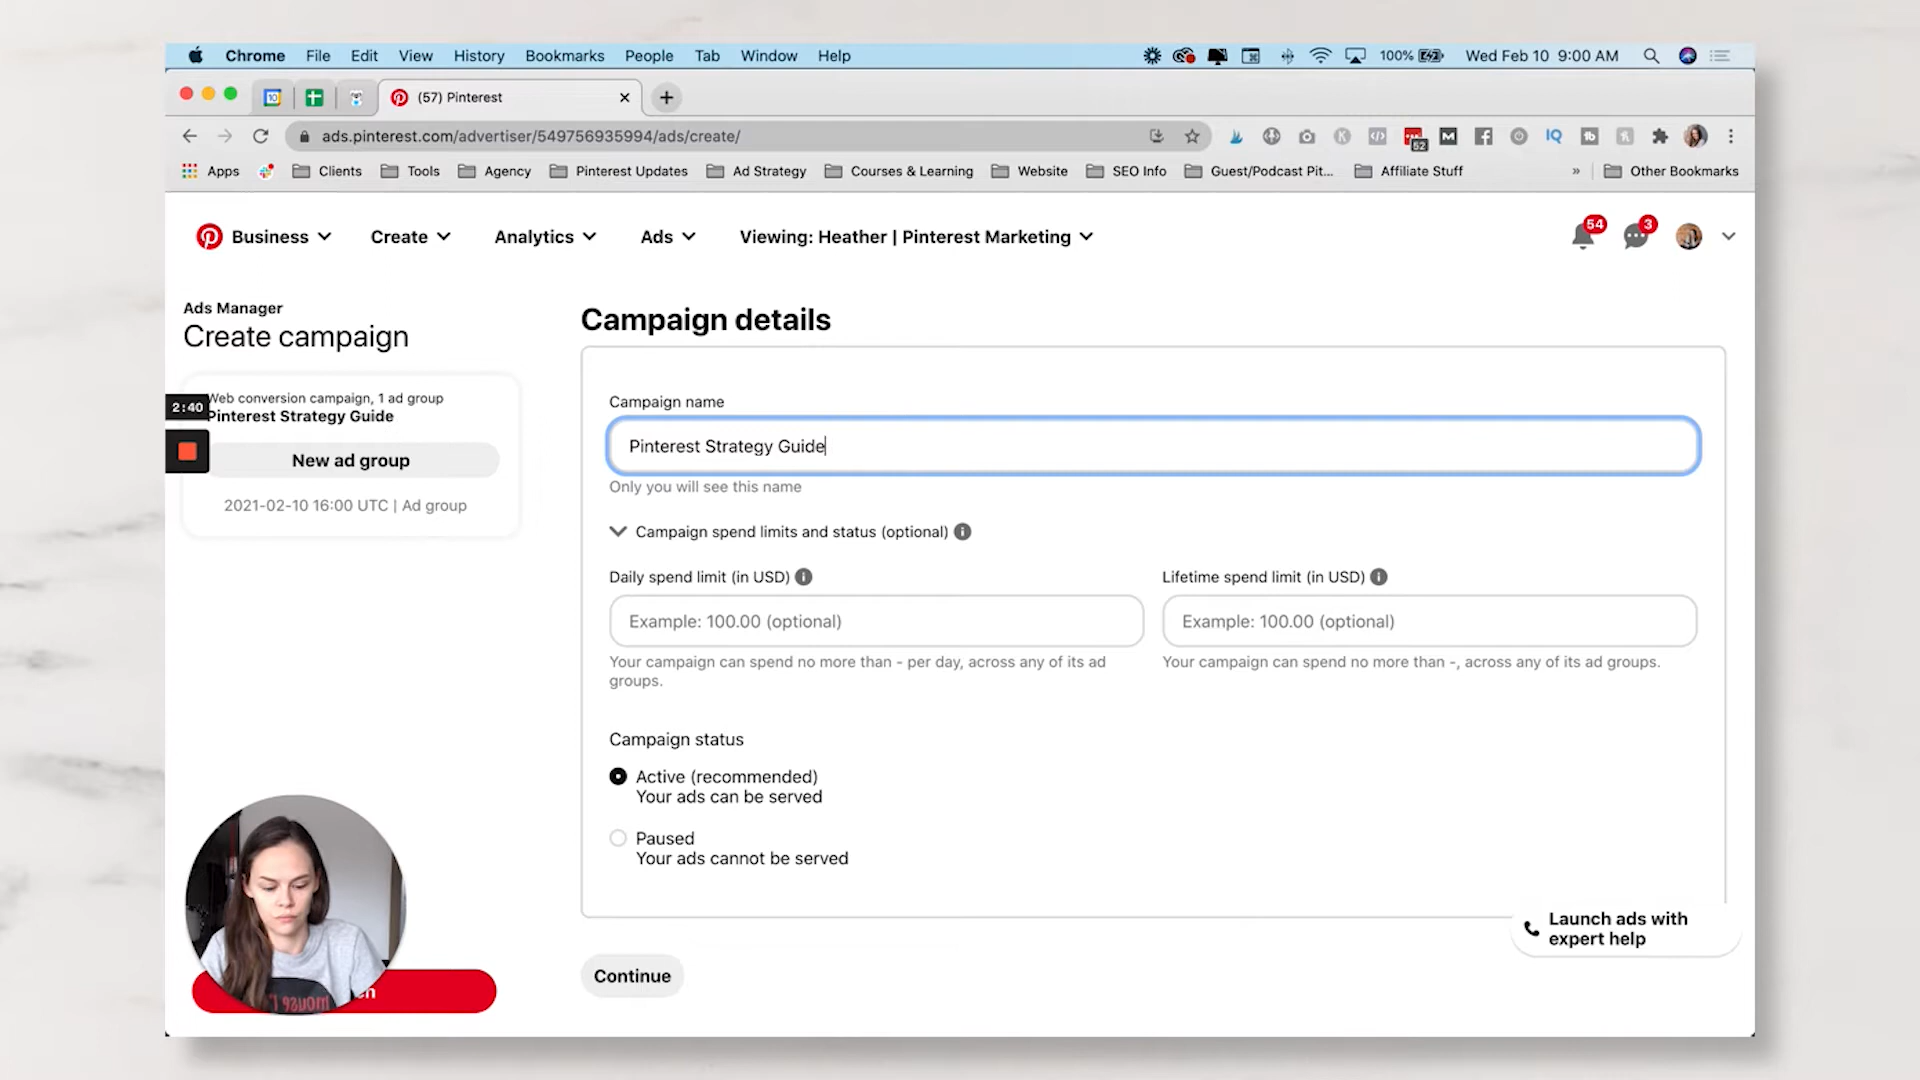 Chrome File Edit View History Bookmarks People Tab Window Help 100% Wed Feb 10 9:00 AM
10 (57) Pinterest
ads.pinterest.com/advertiser/549756935994/ads/create/ 52 IQ
Apps Clients Tools Agency Pinterest Updates Ad Strategy Courses & Learning Website SEO Info Guest/Podcast Pit... Affiliate Stuff » Other Bookmarks
Business Create Analytics Ads Viewing: Heather | Pinterest Marketing 54 3
Ads Manager
Create campaign
Web conversion campaign, 1 ad group
2:40
Pinterest Strategy Guide
New ad group
2021-02-10 16:00 UTC | Ad group
Campaign details
Campaign name
Pinterest Strategy Guide
Only you will see this name
Campaign spend limits and status (optional)
Daily spend limit (in USD)
Example: 100.00 (optional)
Your campaign can spend no more than - per day, across any of its ad
groups.
Lifetime spend limit (in USD)
Example: 100.00 (optional)
Your campaign can spend no more than -, across any of its ad groups.
Campaign status
Active (recommended)
Your ads can be served
Paused
Your ads cannot be served
Launch ads with
expert help
Continue